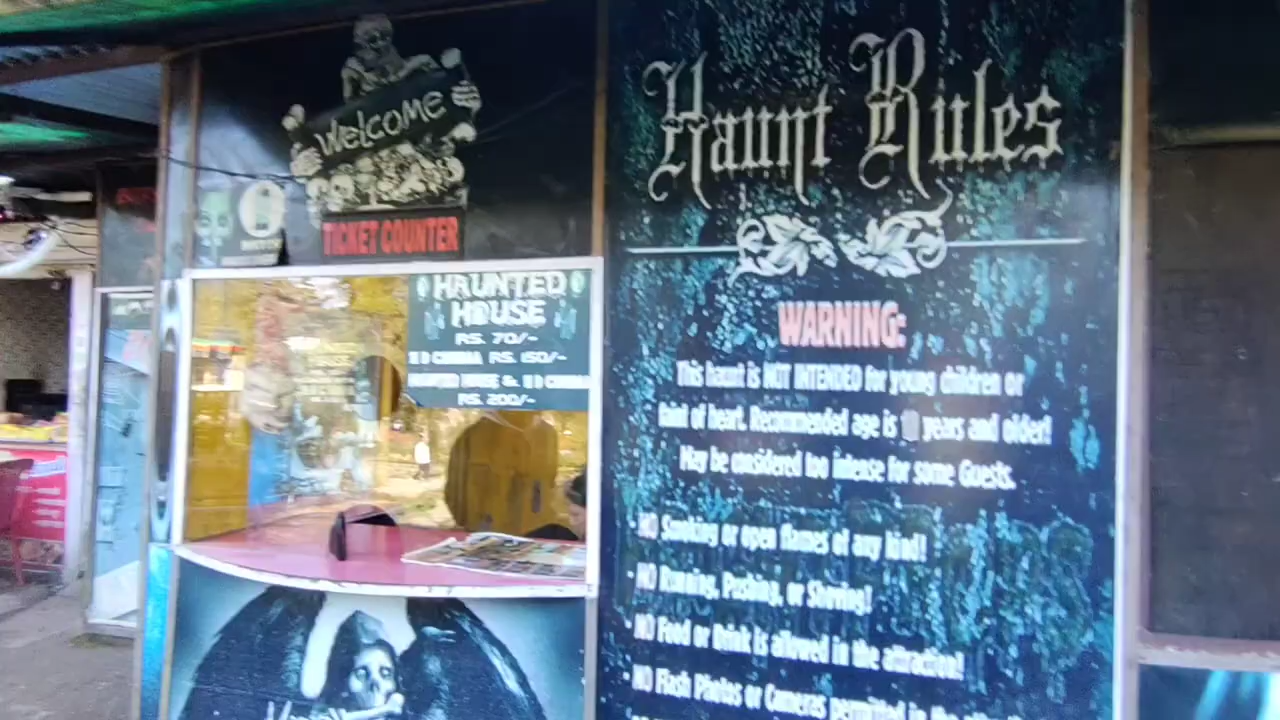 Welcome
TICKET COUNTER
HAUNTED
HOUSE
RS. 70/-
D CINEMA RS. 150/-
HAUNTED HOUSE & D CINEMA
RS. 200/-
Haunt Rules
WARNING:
This haunt is NOT INTENDED for young children or
faint of heart. Recommended age is years and older!
May be considered too intense for some Guests.
- NO Smoking or open flames of any kind!
- NO Running, Pushing, or Shoving!
- NO Food or Drink is allowed in the attraction!
- NO Flash Photos or Cameras permitted in the